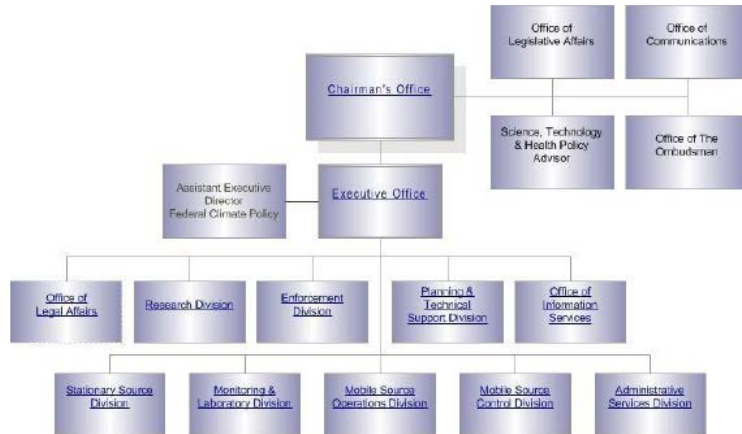 Office of
Legislative Affairs
Office of
Communications
Chairman's Office
Science, Technology
& Health Policy
Advisor
Office of The
Ombudsman
Assistant Executive
Director
Federal Climate Policy
Executive Office
Office of
Legal Affairs
Research Division
Enforcement
Division
Planning &
Technical
Support Division
Office of
Information
Services
Stationary Source
Division
Monitoring &
Laboratory Division
Mobile Source
Operations Division
Mobile Source
Control Division
Administrative
Services Division